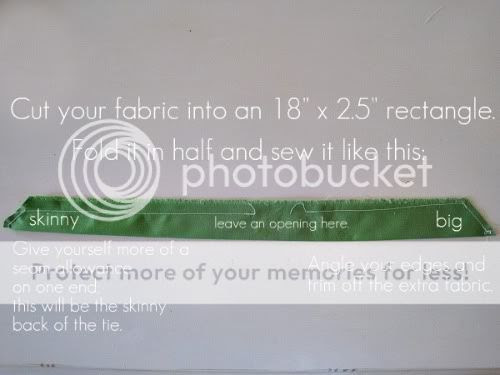 Cut your fabric into an 18" x 2.5" rectangle.
Fold it in half and sew it like this:
photobucket
skinny
leave an opening here.
big
Give yourself more of a
seam allowance
on one end.
this will be the skinny
back of the tie.
Angle your edges and
trim off the extra fabric.
Protect more of your memories for less!